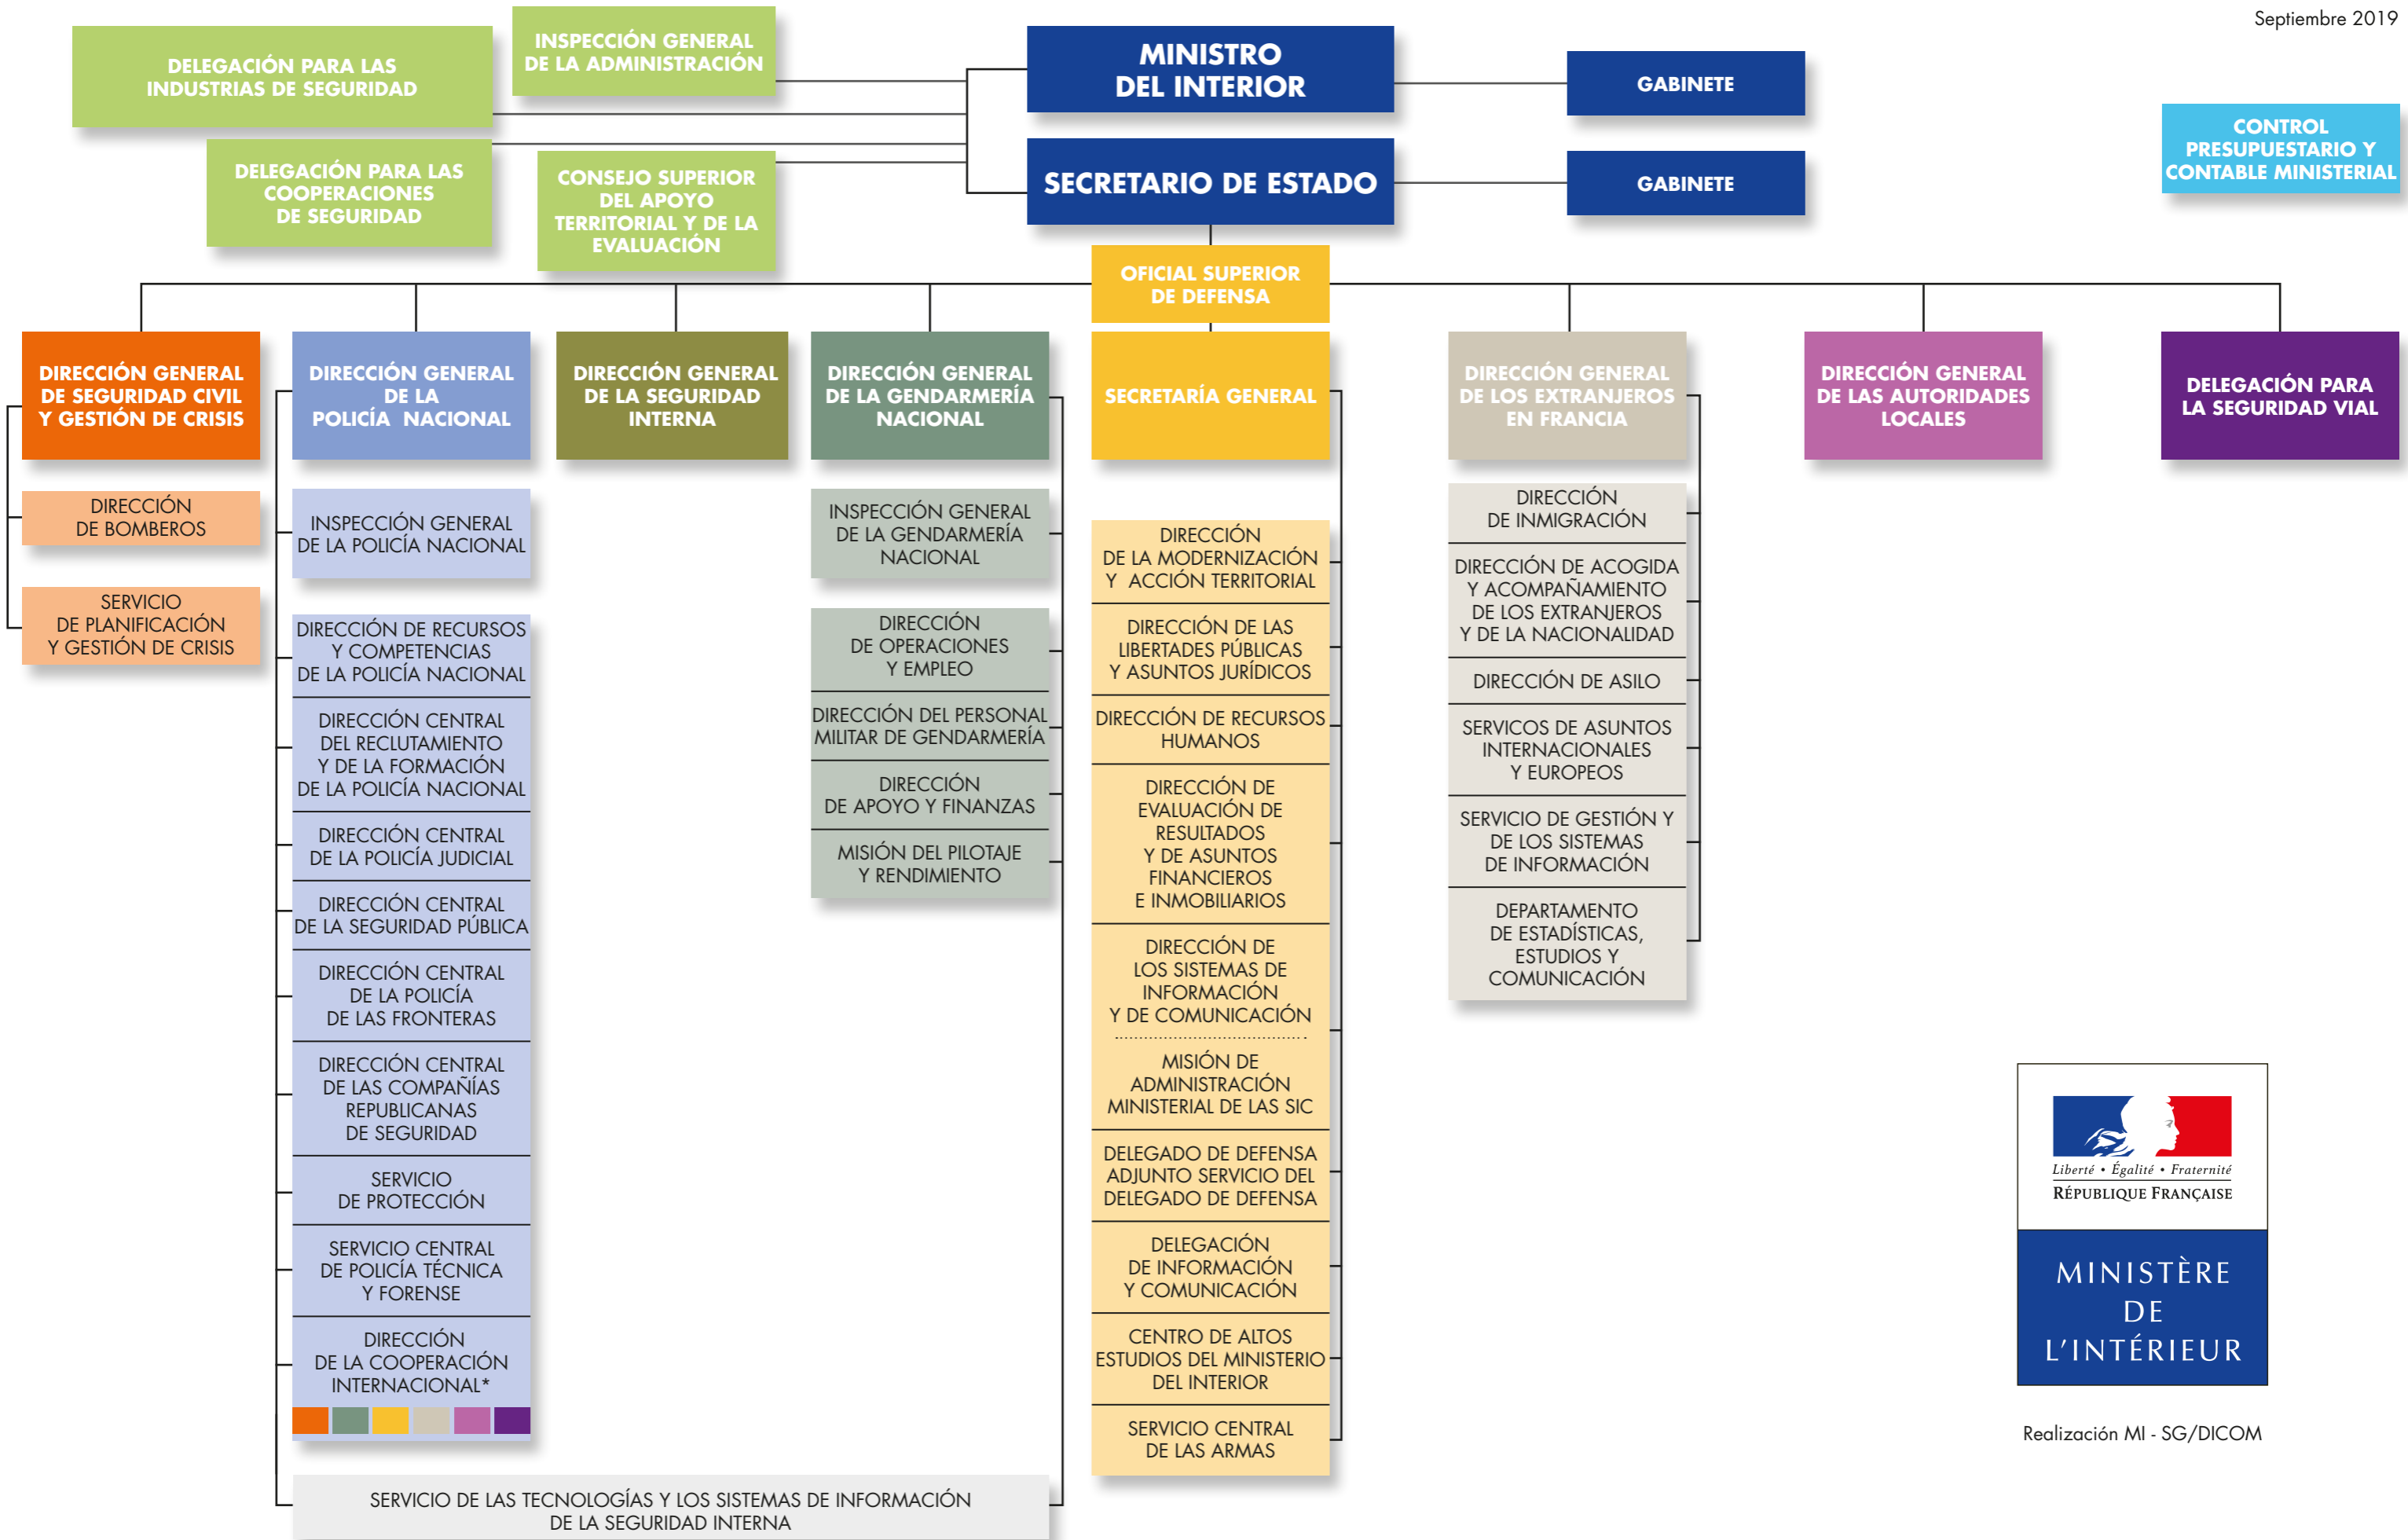 Septiembre 2019
DELEGACIÓN PARA LAS
INDUSTRIAS DE SEGURIDAD
INSPECCIÓN GENERAL
DE LA ADMINISTRACIÓN
MINISTRO
DEL INTERIOR
GABINETE
CONTROL
PRESUPUESTARIO Y
CONTABLE MINISTERIAL
DELEGACIÓN PARA LAS
COOPERACIONES
DE SEGURIDAD
CONSEJO SUPERIOR
DEL APOYO
TERRITORIAL Y DE LA
EVALUACIÓN
SECRETARIO DE ESTADO
GABINETE
OFICIAL SUPERIOR
DE DEFENSA
DIRECCIÓN GENERAL
DE SEGURIDAD CIVIL
Y GESTIÓN DE CRISIS
DIRECCIÓN GENERAL
DE LA
POLICÍA NACIONAL
DIRECCIÓN GENERAL
DE LA SEGURIDAD
INTERNA
DIRECCIÓN GENERAL
DE LA GENDARMERÍA
NACIONAL
SECRETARÍA GENERAL
DIRECCIÓN GENERAL
DE LOS EXTRANJEROS
EN FRANCIA
DIRECCIÓN GENERAL
DE LAS AUTORIDADES
LOCALES
DELEGACIÓN PARA
LA SEGURIDAD VIAL
DIRECCIÓN
DE BOMBEROS
SERVICIO
DE PLANIFICACIÓN
Y GESTIÓN DE CRISIS
INSPECCIÓN GENERAL
DE LA POLICÍA NACIONAL
DIRECCIÓN DE RECURSOS
Y COMPETENCIAS
DE LA POLICÍA NACIONAL
DIRECCIÓN CENTRAL
DEL RECLUTAMIENTO
Y DE LA FORMACIÓN
DE LA POLICÍA NACIONAL
DIRECCIÓN CENTRAL
DE LA POLICÍA JUDICIAL
DIRECCIÓN CENTRAL
DE LA SEGURIDAD PÚBLICA
DIRECCIÓN CENTRAL
DE LA POLICÍA
DE LAS FRONTERAS
DIRECCIÓN CENTRAL
DE LAS COMPAÑÍAS
REPUBLICANAS
DE SEGURIDAD
SERVICIO
DE PROTECCIÓN
SERVICIO CENTRAL
DE POLICÍA TÉCNICA
Y FORENSE
DIRECCIÓN
DE LA COOPERACIÓN
INTERNACIONAL*
INSPECCIÓN GENERAL
DE LA GENDARMERÍA
NACIONAL
DIRECCIÓN
DE OPERACIONES
Y EMPLEO
DIRECCIÓN DEL PERSONAL
MILITAR DE GENDARMERÍA
DIRECCIÓN
DE APOYO Y FINANZAS
MISIÓN DEL PILOTAJE
Y RENDIMIENTO
SERVICIO DE LAS TECNOLOGÍAS Y LOS SISTEMAS DE INFORMACIÓN
DE LA SEGURIDAD INTERNA
DIRECCIÓN
DE LA MODERNIZACIÓN
Y ACCIÓN TERRITORIAL
DIRECCIÓN DE LAS
LIBERTADES PÚBLICAS
Y ASUNTOS JURÍDICOS
DIRECCIÓN DE RECURSOS
HUMANOS
DIRECCIÓN DE
EVALUACIÓN DE
RESULTADOS
Y DE ASUNTOS
FINANCIEROS
E INMOBILIARIOS
DIRECCIÓN DE
LOS SISTEMAS DE
INFORMACIÓN
Y DE COMUNICACIÓN
MISIÓN DE
ADMINISTRACIÓN
MINISTERIAL DE LAS SIC
DELEGADO DE DEFENSA
ADJUNTO SERVICIO DEL
DELEGADO DE DEFENSA
DELEGACIÓN
DE INFORMACIÓN
Y COMUNICACIÓN
CENTRO DE ALTOS
ESTUDIOS DEL MINISTERIO
DEL INTERIOR
SERVICIO CENTRAL
DE LAS ARMAS
DIRECCIÓN
DE INMIGRACIÓN
DIRECCIÓN DE ACOGIDA
Y ACOMPAÑAMIENTO
DE LOS EXTRANJEROS
Y DE LA NACIONALIDAD
DIRECCIÓN DE ASILO
SERVICOS DE ASUNTOS
INTERNACIONALES
Y EUROPEOS
SERVICIO DE GESTIÓN Y
DE LOS SISTEMAS
DE INFORMACIÓN
DEPARTAMENTO
DE ESTADÍSTICAS,
ESTUDIOS Y
COMUNICACIÓN
Liberté • Égalité • Fraternité
RÉPUBLIQUE FRANÇAISE
MINISTÈRE
DE
L'INTÉRIEUR
Realización MI - SG/DICOM